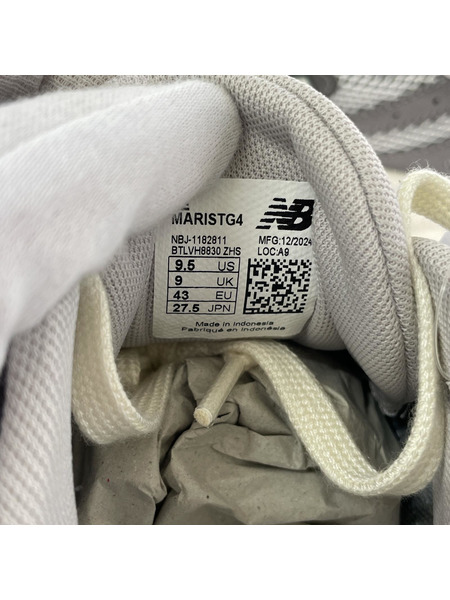 MARISTG4
NB
NBJ-1182811
MFG:12/2024
BTLVH8830 ZHS
LOC:A9
9.5 US
9 UK
43 EU
27.5 JPN
Made in Indonesia
Fabriqué en Indonésie